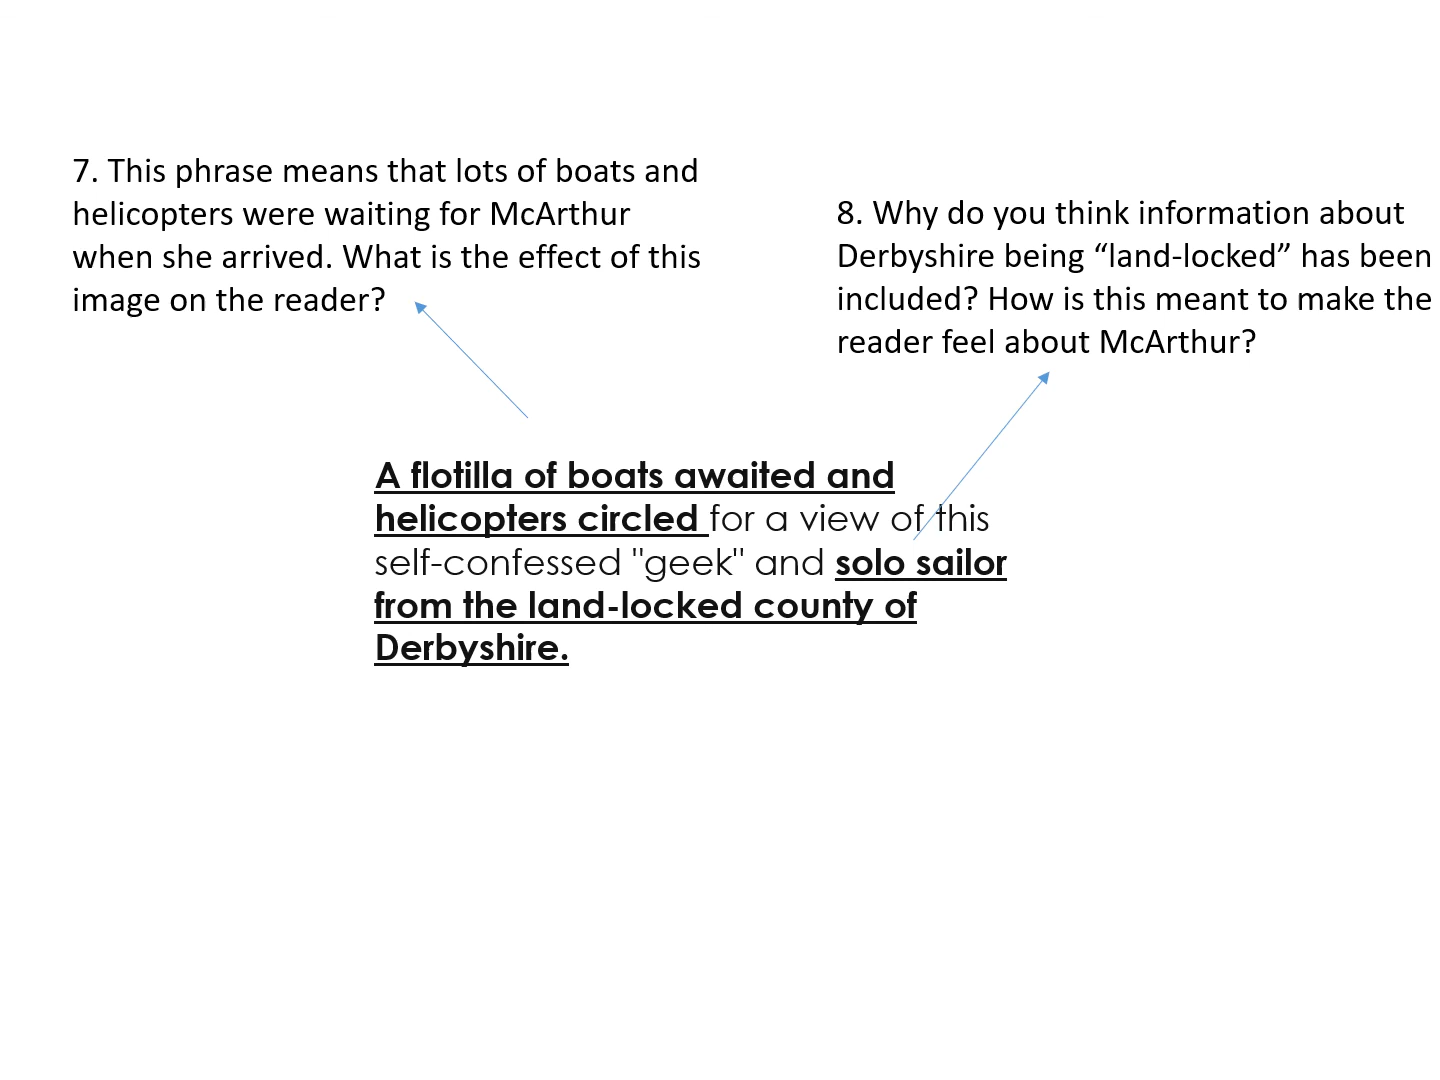 7. This phrase means that lots of boats and
helicopters were waiting for McArthur
when she arrived. What is the effect of this
image on the reader?
8. Why do you think information about
Derbyshire being “land-locked” has been
included? How is this meant to make the
reader feel about McArthur?
A flotilla of boats awaited and
helicopters circled for a view of this
self-confessed "geek" and solo sailor
from the land-locked county of
Derbyshire.